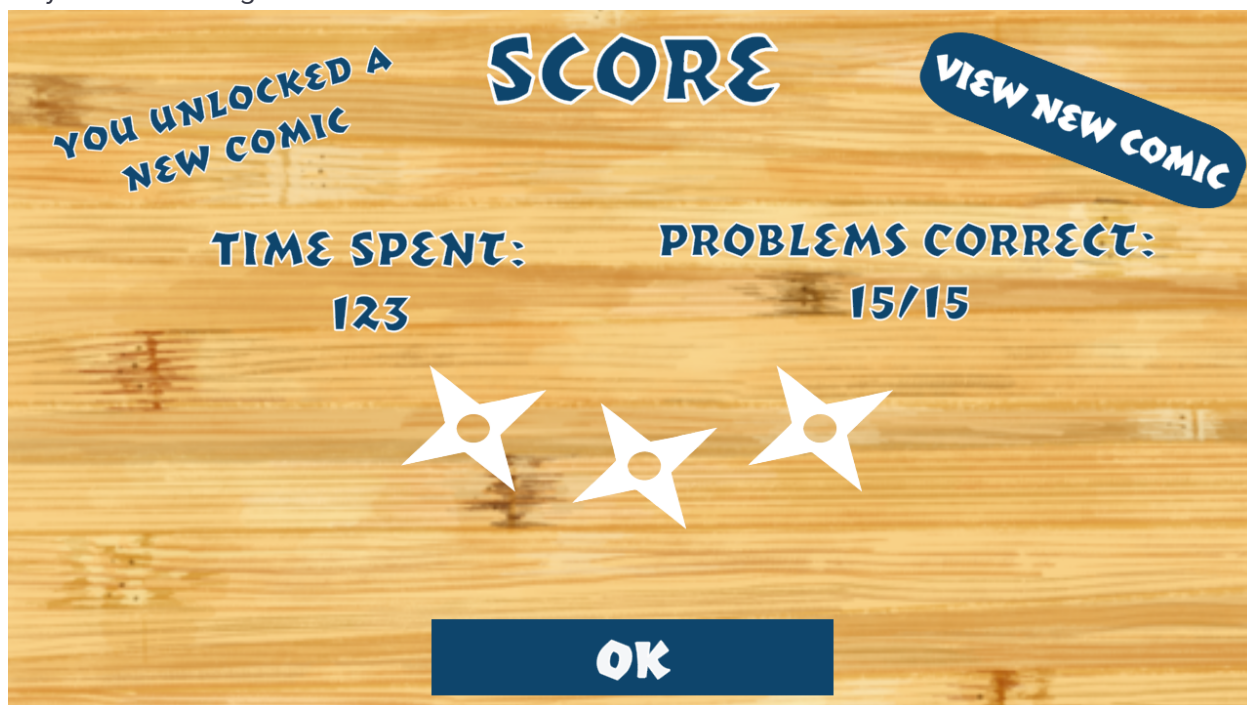 SCORE
YOU UNLOCKED A
NEW COMIC
VIEW NEW COMIC
TIME SPENT:
123
PROBLEMS CORRECT:
15/15
OK